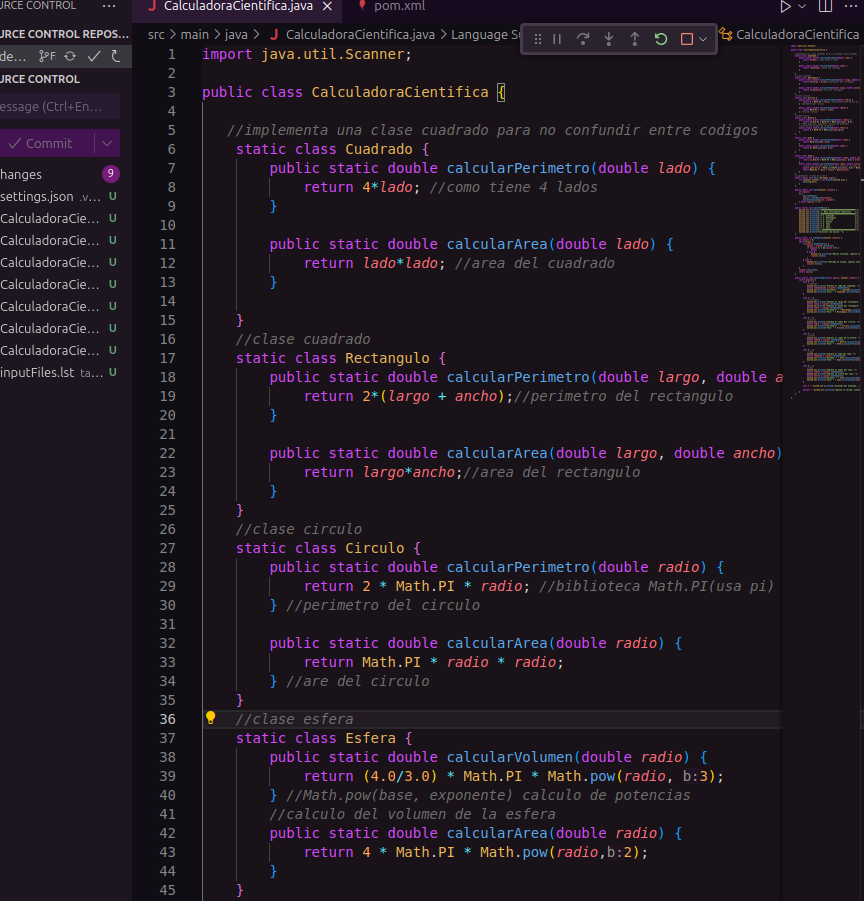 URCE CONTROL ···
CalculadoraCientifica.java
pom.xml
URCE CONTROL REPOS...
src > main > java > CalculadoraCientifica.java > Language Su
CalculadoraCientifica
de...
URCE CONTROL
essage (Ctrl+En...
Commit
hanges 9
settings.json .v... U
CalculadoraCie... U
CalculadoraCie... U
CalculadoraCie... U
CalculadoraCie... U
CalculadoraCie... U
CalculadoraCie... U
CalculadoraCie... U
inputFiles.lst ta... U
1 import java.util.Scanner;
2
3 public class CalculadoraCientifica {
4
5 //implementa una clase cuadrado para no confundir entre codigos
6 static class Cuadrado {
7 public static double calcularPerimetro(double lado) {
8 return 4*lado; //como tiene 4 lados
9 }
10
11 public static double calcularArea(double lado) {
12 return lado*lado; //area del cuadrado
13 }
14
15 }
16 //clase cuadrado
17 static class Rectangulo {
18 public static double calcularPerimetro(double largo, double a
19 return 2*(largo + ancho);//perimetro del rectangulo
20 }
21
22 public static double calcularArea(double largo, double ancho)
23 return largo*ancho;//area del rectangulo
24 }
25 }
26 //clase circulo
27 static class Circulo {
28 public static double calcularPerimetro(double radio) {
29 return 2 * Math.PI * radio; //biblioteca Math.PI(usa pi)
30 } //perimetro del circulo
31
32 public static double calcularArea(double radio) {
33 return Math.PI * radio * radio;
34 } //are del circulo
35 }
36 //clase esfera
37 static class Esfera {
38 public static double calcularVolumen(double radio) {
39 return (4.0/3.0) * Math.PI * Math.pow(radio, b:3);
40 } //Math.pow(base, exponente) calculo de potencias
41 //calculo del volumen de la esfera
42 public static double calcularArea(double radio) {
43 return 4 * Math.PI * Math.pow(radio,b:2);
44 }
45 }